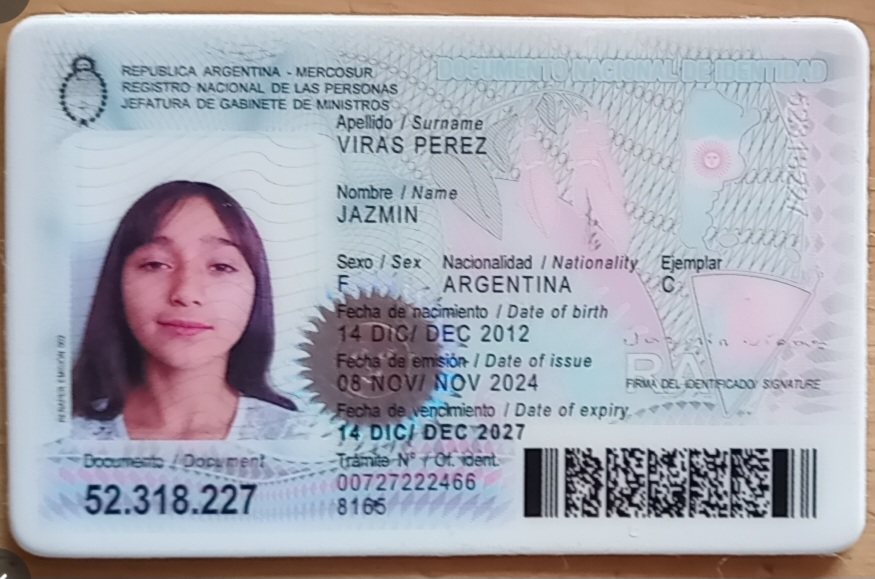 REPUBLICA ARGENTINA - MERCOSUR
REGISTRO NACIONAL DE LAS PERSONAS
JEFATURA DE GABINETE DE MINISTROS
DOCUMENTO NACIONAL DE IDENTIDAD
Apellido / Surname
VIRAS PEREZ
Nombre / Name
JAZMIN
Sexo / Sex Nacionalidad / Nationality Ejemplar
F ARGENTINA C
Fecha de nacimiento / Date of birth
14 DIC/ DEC 2012
Fecha de emisión / Date of issue
08 NOV/ NOV 2024
Fecha de vencimiento / Date of expiry
14 DIC/ DEC 2027
RA
FIRMA DEL IDENTIFICADO/ SIGNATURE
Documento / Document
52.318.227
Trámite N° / Of. ident.
00727222466
8165